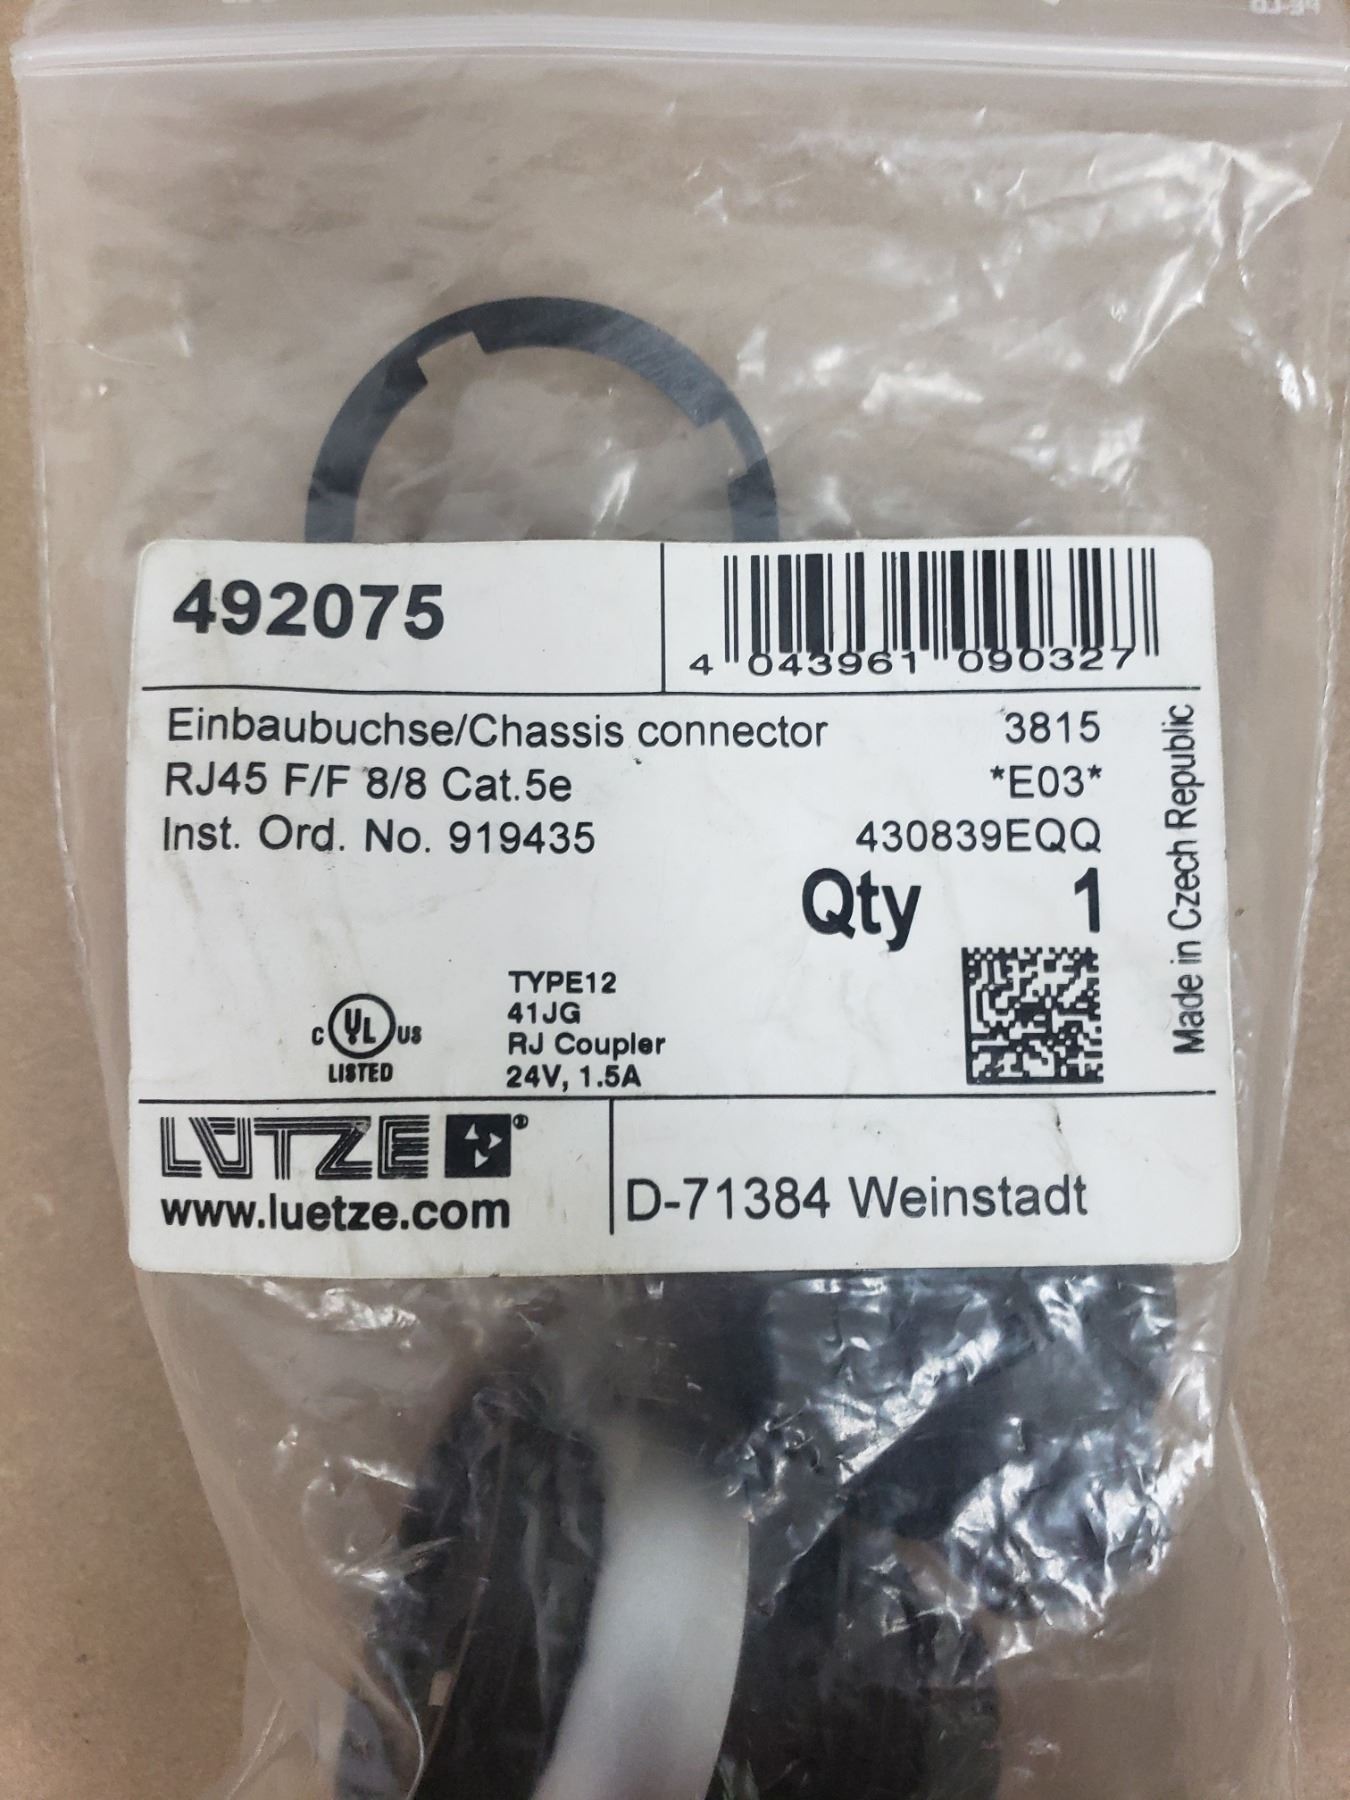 492075
4 043961 090327
Einbaubuchse/Chassis connector
3815
RJ45 F/F 8/8 Cat.5e
*E03*
Inst. Ord. No. 919435
430839EQQ
Qty 1
Made in Czech Republic
TYPE12
41JG
RJ Coupler
24V, 1.5A
C UL US
LISTED
LÜTZE ®
www.luetze.com
D-71384 Weinstadt